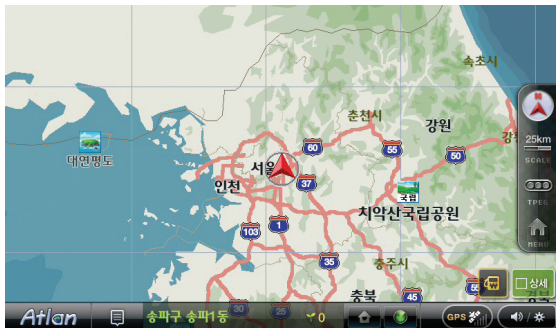 속초시
춘천시
강원
60
55
50
25km
SCALE
대연평도
서울
인천
37
국립
치악산국립공원
TPEG
103
1
MENU
35
충주시
충북
45
상세
Atlan
송파구 송파1동
30
25
0
GPS